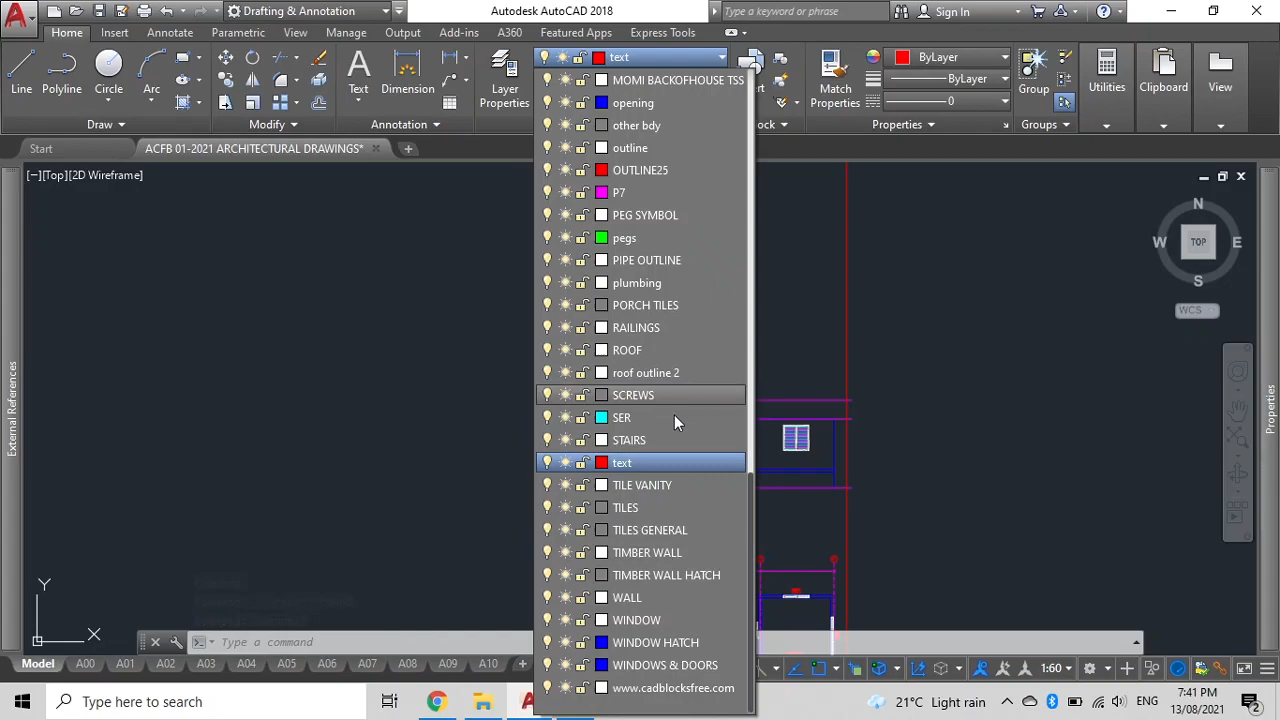 A
ACFB
Drawing & Annotation
Autodesk AutoCAD 2018
Type a keyword or phrase
Sign In
Home Insert Annotate Parametric View Manage Output Add-ins A360 Featured Apps Express Tools
Line Polyline Circle Arc
Text Dimension
Layer Properties
text
Match Properties
ByLayer
ByLayer
0
Group Utilities Clipboard View
Draw Modify Annotation Properties Groups
Start ACFB 01-2021 ARCHITECTURAL DRAWINGS*
[−][Top][2D Wireframe]
MOMI BACKOFHOUSE TSS
opening
other bdy
outline
OUTLINE25
P7
PEG SYMBOL
pegs
PIPE OUTLINE
plumbing
PORCH TILES
RAILINGS
ROOF
roof outline 2
SCREWS
SER
STAIRS
text
TILE VANITY
TILES
TILES GENERAL
TIMBER WALL
TIMBER WALL HATCH
WALL
WINDOW
WINDOW HATCH
WINDOWS & DOORS
www.cadblocksfree.com
N
W TOP E
S
WCS
External References
Properties
Y
X
Type a command
Model A00 A01 A02 A03 A04 A05 A06 A07 A08 A09 A10
1:60
Type here to search
21°C Light rain
ENG
7:41 PM
13/08/2021
2